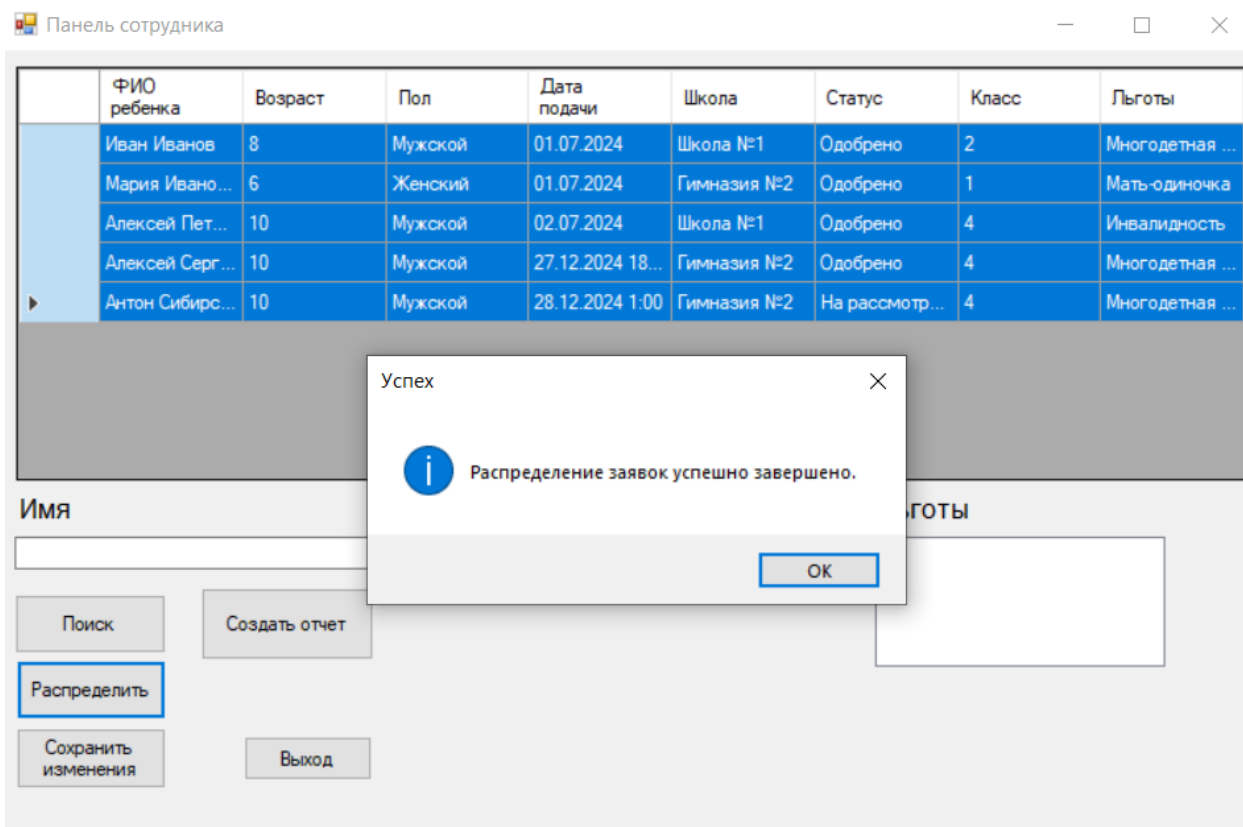 Панель сотрудника
ФИО ребенка Возраст Пол Дата подачи Школа Статус Класс Льготы
Иван Иванов 8 Мужской 01.07.2024 Школа №1 Одобрено 2 Многодетная ...
Мария Ивано... 6 Женский 01.07.2024 Гимназия №2 Одобрено 1 Мать-одиночка
Алексей Пет... 10 Мужской 02.07.2024 Школа №1 Одобрено 4 Инвалидность
Алексей Серг... 10 Мужской 27.12.2024 18... Гимназия №2 Одобрено 4 Многодетная ...
Антон Сибирс... 10 Мужской 28.12.2024 1:00 Гимназия №2 На рассмотр... 4 Многодетная ...
Успех
Распределение заявок успешно завершено.
OK
Имя
ьготы
Поиск
Создать отчет
Распределить
Сохранить
изменения
Выход